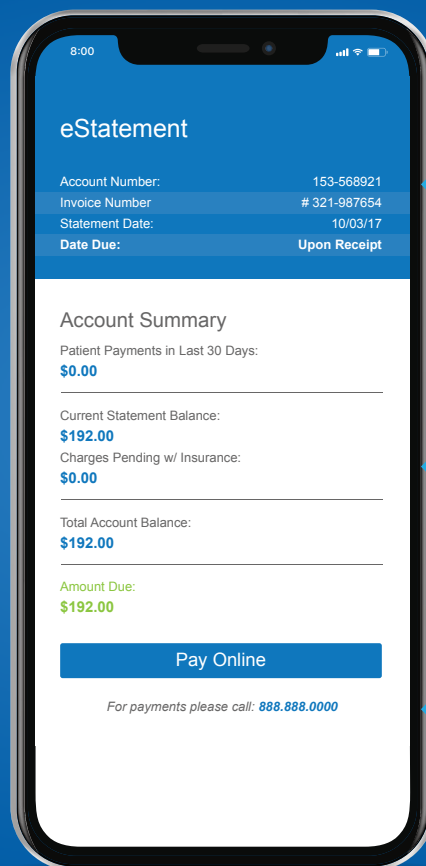 8:00
eStatement
Account Number: 153-568921
Invoice Number # 321-987654
Statement Date: 10/03/17
Date Due: Upon Receipt
Account Summary
Patient Payments in Last 30 Days:
$0.00
Current Statement Balance:
$192.00
Charges Pending w/ Insurance:
$0.00
Total Account Balance:
$192.00
Amount Due:
$192.00
Pay Online
For payments please call: 888.888.0000